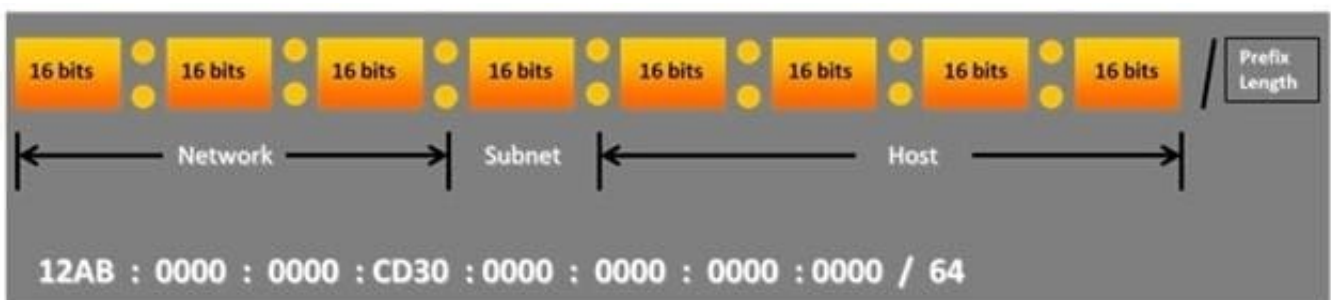 16 bits 16 bits 16 bits 16 bits 16 bits 16 bits 16 bits 16 bits / Prefix
Length
Network Subnet Host
12AB : 0000 : 0000 : CD30 : 0000 : 0000 : 0000 : 0000 / 64